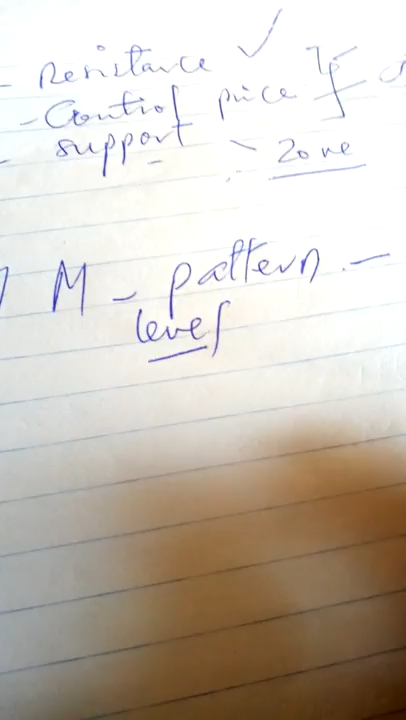 - Resistance ✓
- Control price
- support - Zone
M - pattern -
level